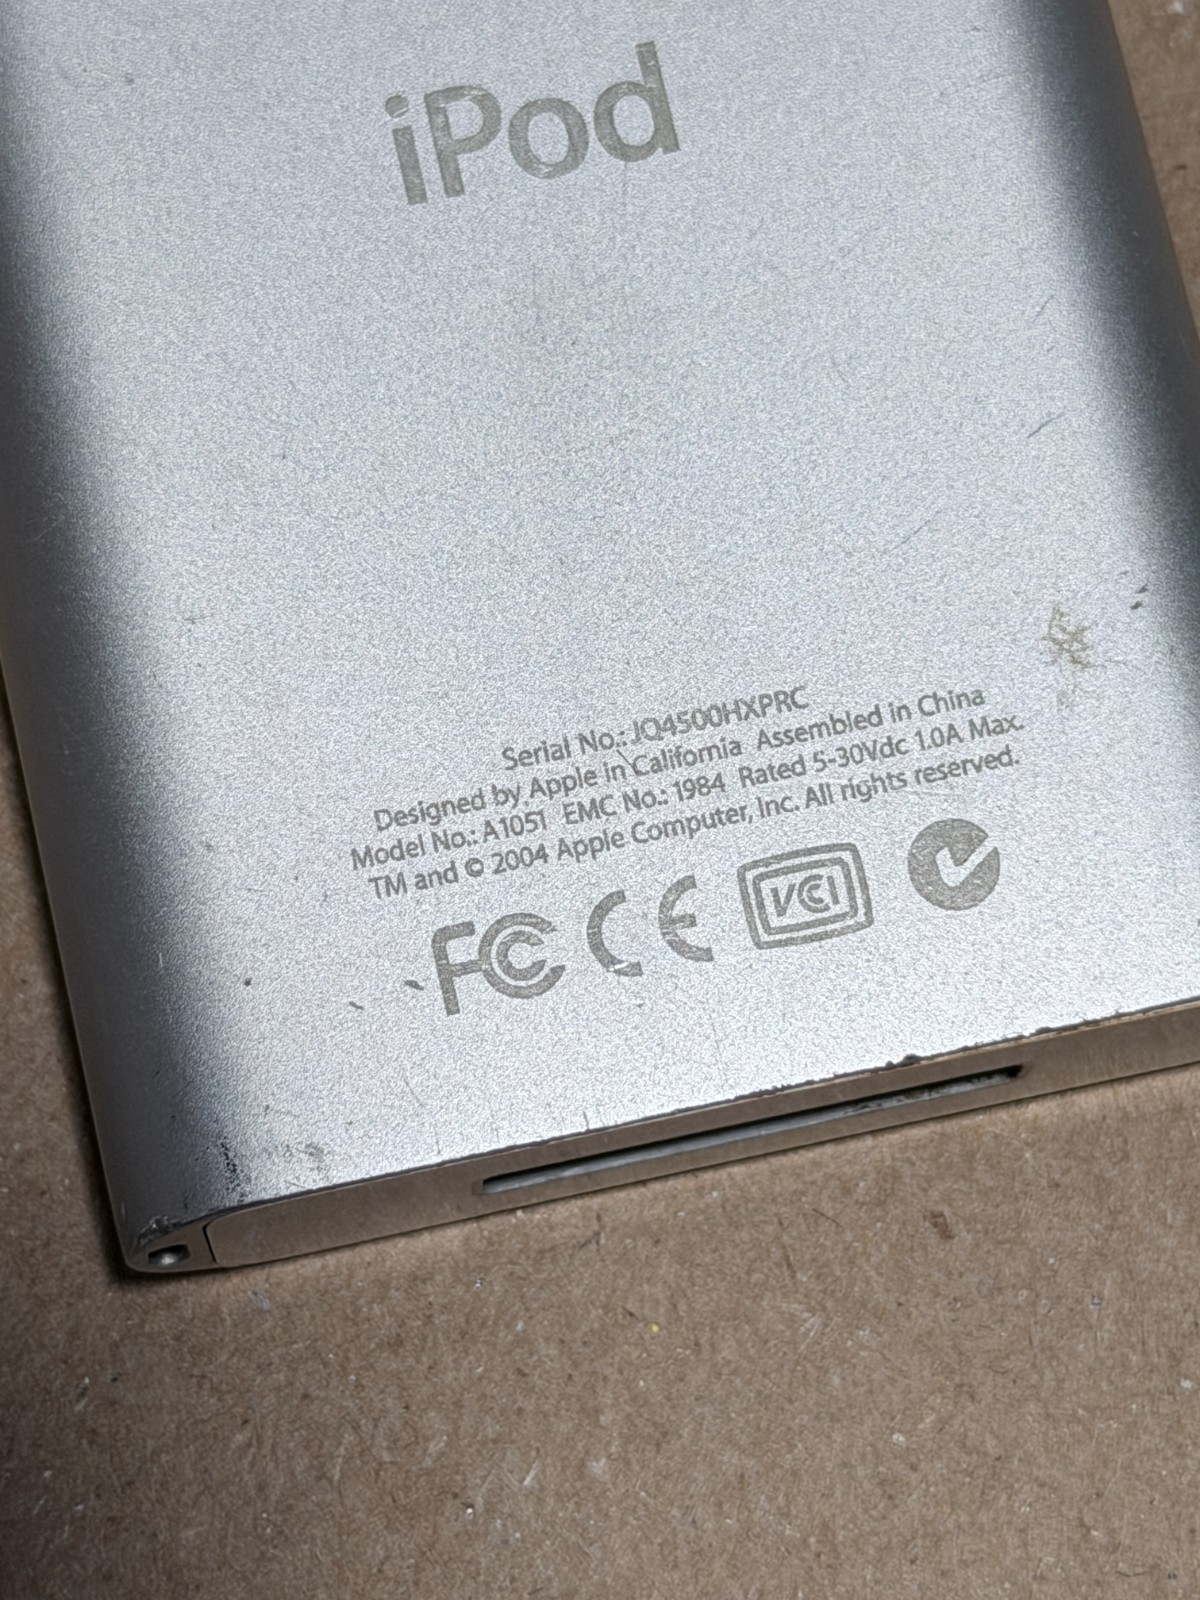 iPod
Serial No.: JQ4500HXPRC
Designed by Apple in California Assembled in China
Model No.: A1051 EMC No.: 1984 Rated 5-30Vdc 1.0A Max.
TM and © 2004 Apple Computer, Inc. All rights reserved.
FC CE VCI